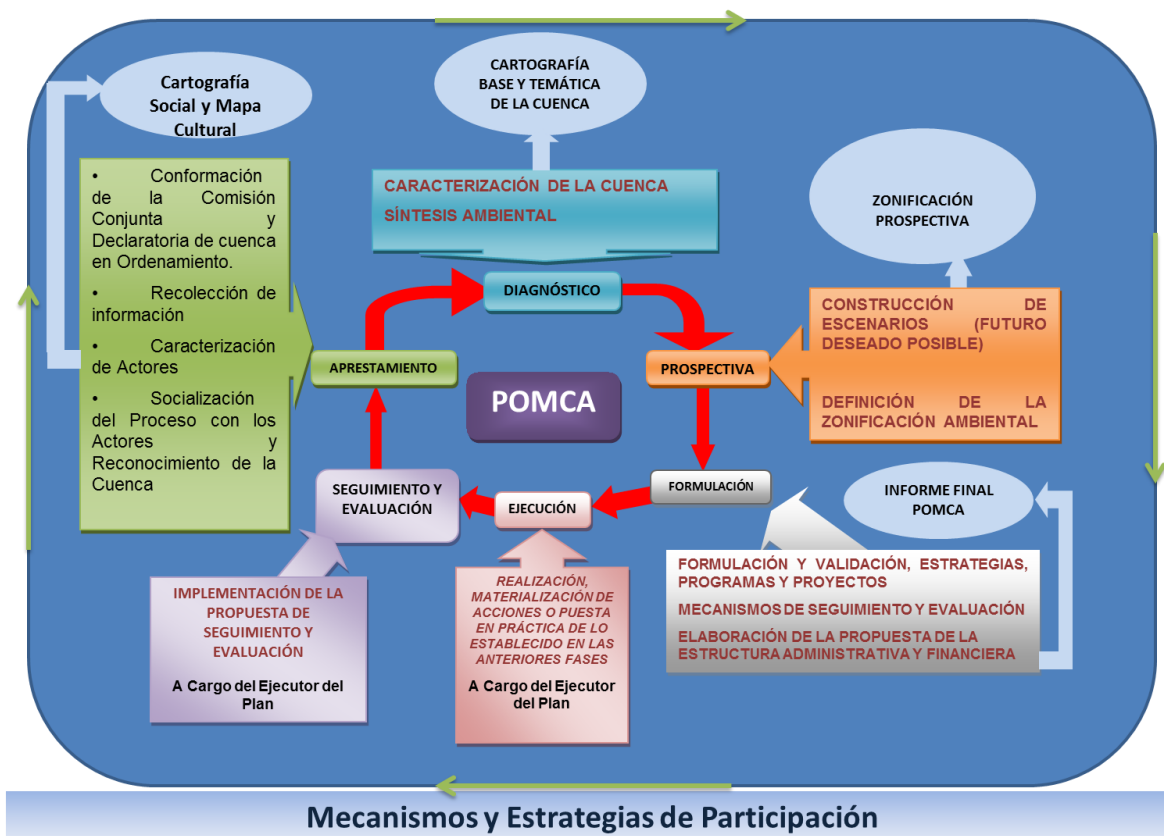 Cartografía
Social y Mapa
Cultural
CARTOGRAFÍA
BASE Y TEMÁTICA
DE LA CUENCA
ZONIFICACIÓN
PROSPECTIVA
• Conformación
de la Comisión
Conjunta y
Declaratoria de cuenca
en Ordenamiento.
• Recolección de
información
• Caracterización
de Actores
• Socialización
del Proceso con los
Actores y
Reconocimiento de la
Cuenca
CARACTERIZACIÓN DE LA CUENCA
SÍNTESIS AMBIENTAL
DIAGNÓSTICO
APRESTAMIENTO
POMCA
PROSPECTIVA
CONSTRUCCIÓN DE
ESCENARIOS (FUTURO
DESEADO POSIBLE)
DEFINICIÓN DE LA
ZONIFICACIÓN AMBIENTAL
SEGUIMIENTO Y
EVALUACIÓN
EJECUCIÓN
FORMULACIÓN
INFORME FINAL
POMCA
IMPLEMENTACIÓN DE LA
PROPUESTA DE
SEGUIMIENTO Y
EVALUACIÓN
A Cargo del Ejecutor del
Plan
REALIZACIÓN,
MATERIALIZACIÓN DE
ACCIONES O PUESTA
EN PRÁCTICA DE LO
ESTABLECIDO EN LAS
ANTERIORES FASES
A Cargo del Ejecutor
del Plan
FORMULACIÓN Y VALIDACIÓN, ESTRATEGIAS,
PROGRAMAS Y PROYECTOS
MECANISMOS DE SEGUIMIENTO Y EVALUACIÓN
ELABORACIÓN DE LA PROPUESTA DE LA
ESTRUCTURA ADMINISTRATIVA Y FINANCIERA
Mecanismos y Estrategias de Participación